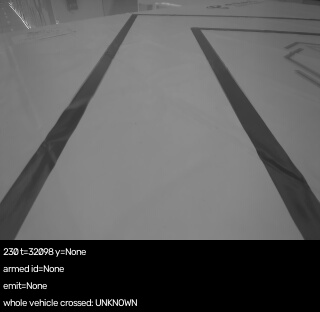 230 t=32098 y=None
armed id=None
emit=None
whole vehicle crossed: UNKNOWN